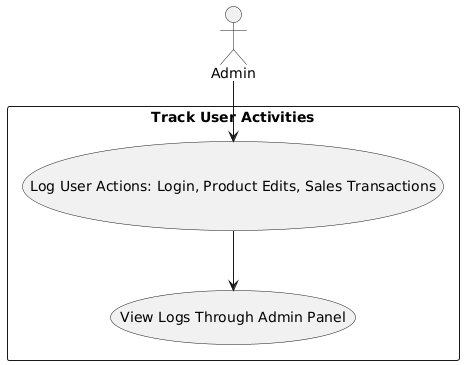 Admin
Track User Activities
Log User Actions: Login, Product Edits, Sales Transactions
View Logs Through Admin Panel